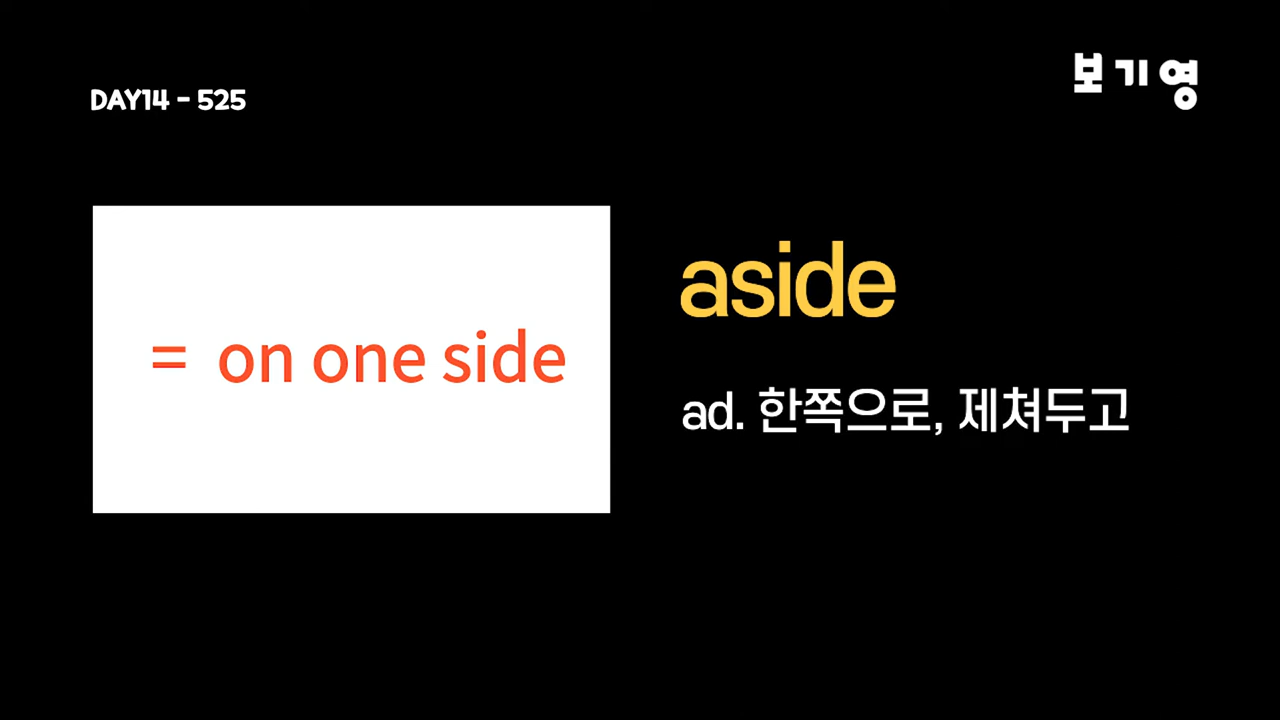 DAY14 - 525
보기영
= on one side
aside
ad. 한쪽으로, 제쳐두고